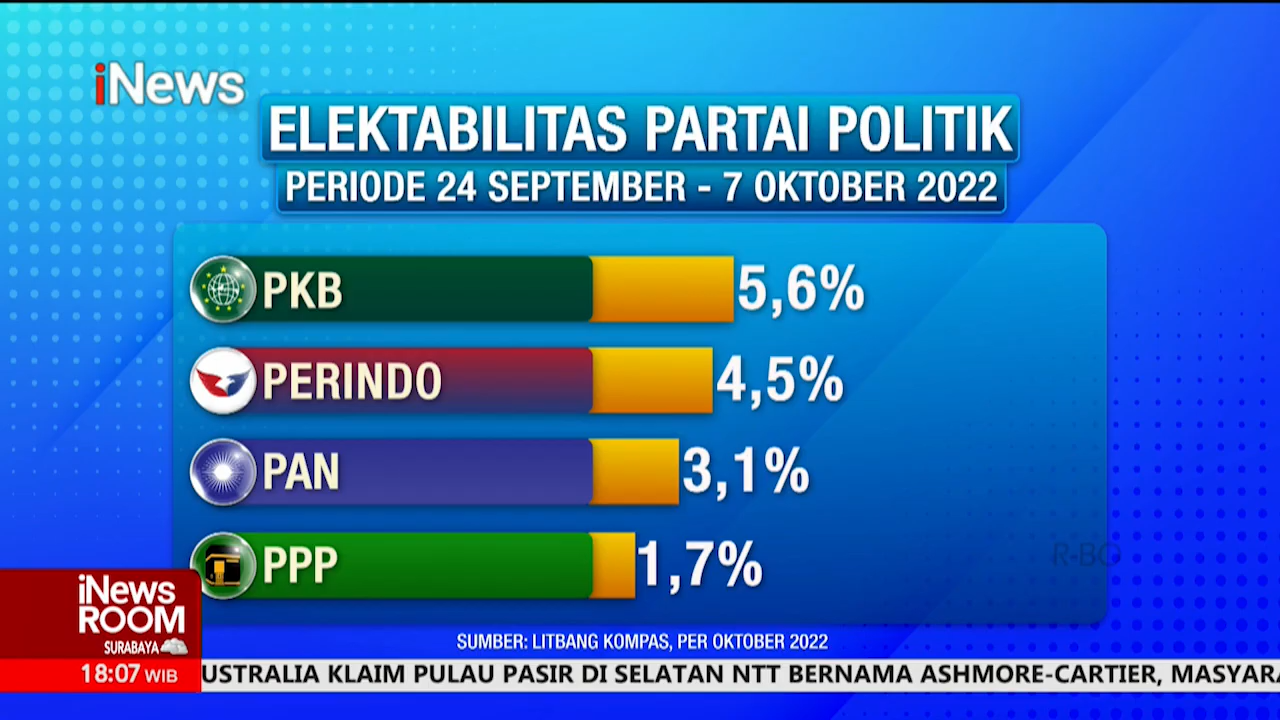 iNews
ELEKTABILITAS PARTAI POLITIK
PERIODE 24 SEPTEMBER - 7 OKTOBER 2022
PKB 5,6%
PERINDO 4,5%
PAN 3,1%
PPP 1,7%
R-BO
iNews
ROOM
SURABAYA
SUMBER: LITBANG KOMPAS, PER OKTOBER 2022
18:07 WIB USTRALIA KLAIM PULAU PASIR DI SELATAN NTT BERNAMA ASHMORE-CARTIER, MASYARA